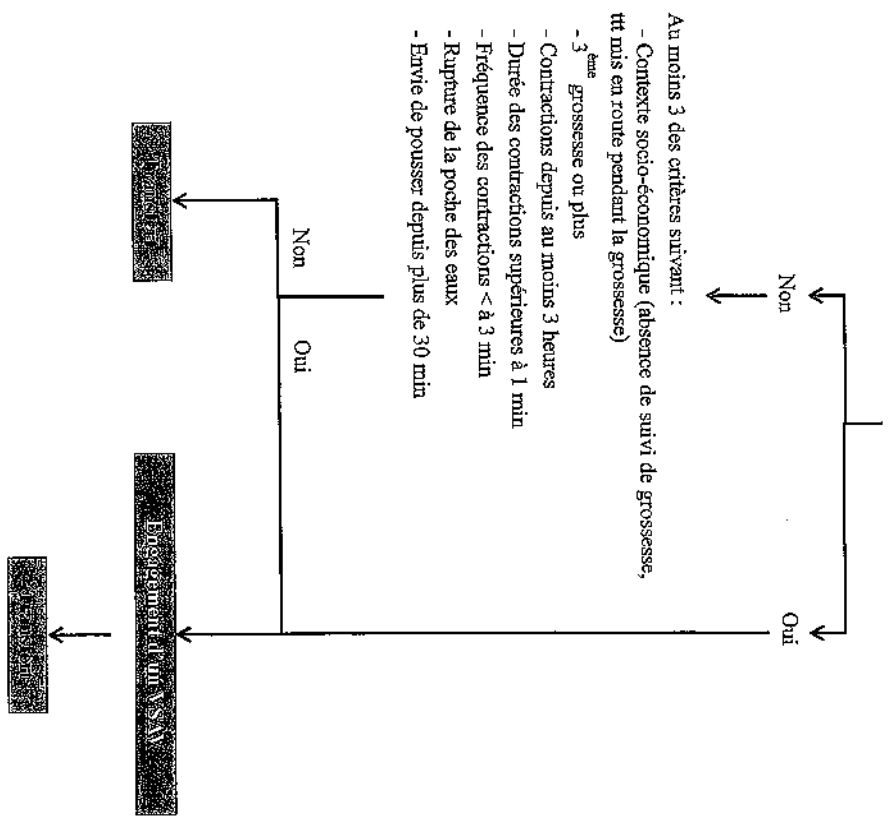 Non
Oui
Au moins 3 des critères suivant :
- Contexte socio-économique (absence de suivi de grossesse,
ttt mis en route pendant la grossesse)
- 3ème grossesse ou plus
- Contractions depuis au moins 3 heures
- Durée des contractions supérieures à 1 min
- Fréquence des contractions < à 3 min
- Rupture de la poche des eaux
- Envie de pousser depuis plus de 30 min
Non
Oui
Transfert
Engagement d'un VSAV